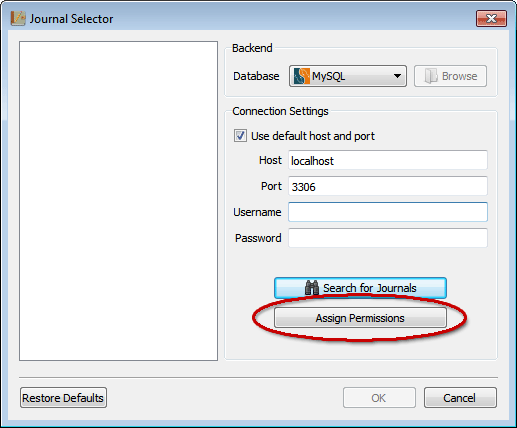 Journal Selector
Backend
Database MySQL Browse
Connection Settings
Use default host and port
Host localhost
Port 3306
Username
Password
Search for Journals
Assign Permissions
Restore Defaults OK Cancel